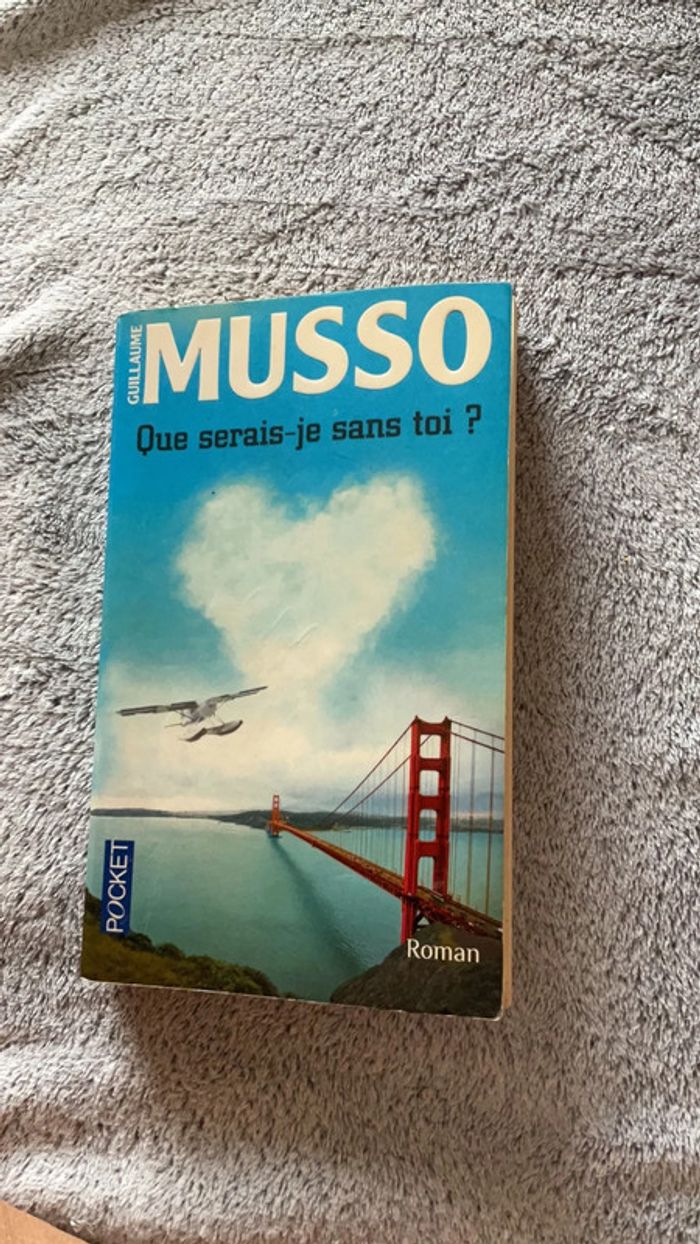 GUILLAUME
MUSSO
Que serais-je sans toi ?
POCKET
Roman